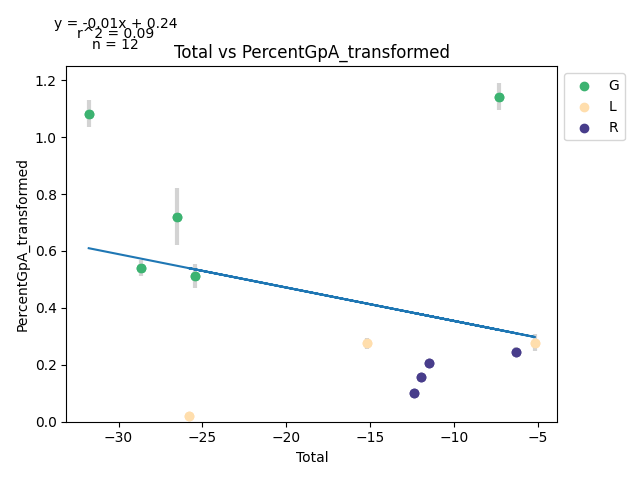 y = -0.01x + 0.24
r^2 = 0.09
n = 12
Total vs PercentGpA_transformed
G
L
R
PercentGpA_transformed
1.2
1.0
0.8
0.6
0.4
0.2
0.0
−30
−25
−20
−15
−10
−5
Total